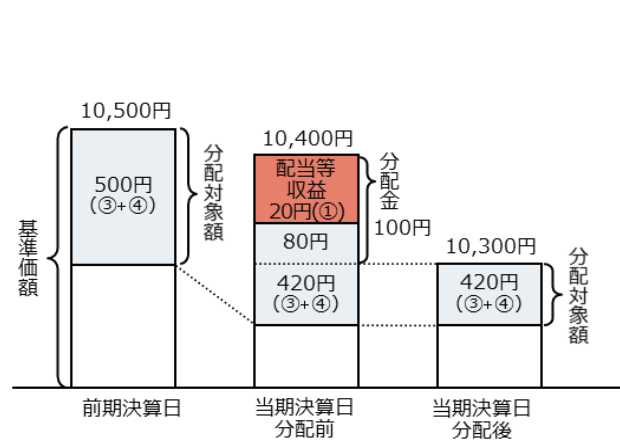 10,500円
500円
(③+④)
分配対象額
基準価額
前期決算日
10,400円
配当等
収益
20円(①)
80円
420円
(③+④)
分配金
100円
当期決算日
分配前
10,300円
420円
(③+④)
分配対象額
当期決算日
分配後